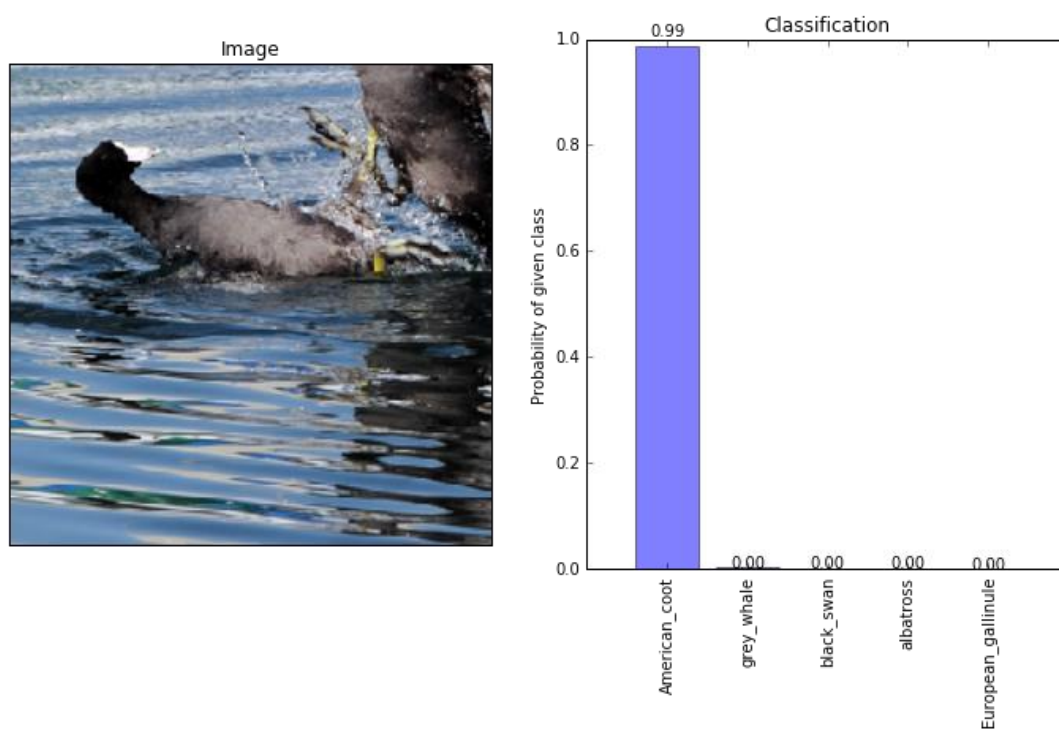 Image
Classification
0.99
1.0
0.8
0.6
0.4
0.2
0.0
Probability of given class
0.00
0.00
0.00
0.00
American_coot
grey_whale
black_swan
albatross
European_gallinule